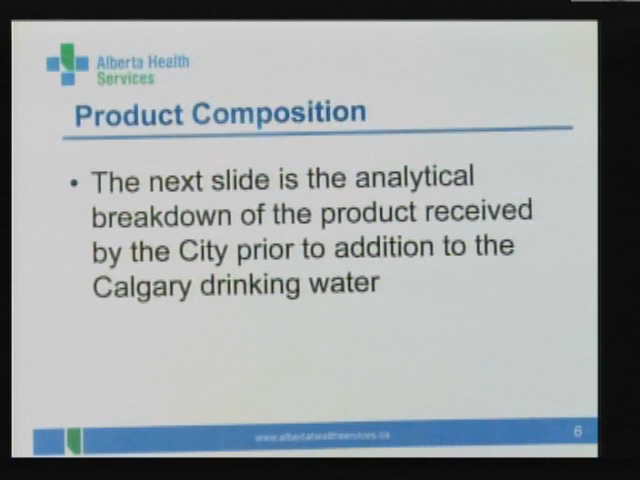 Alberta Health
Services
Product Composition
• The next slide is the analytical
breakdown of the product received
by the City prior to addition to the
Calgary drinking water
www.albertahealthservices.ca
6